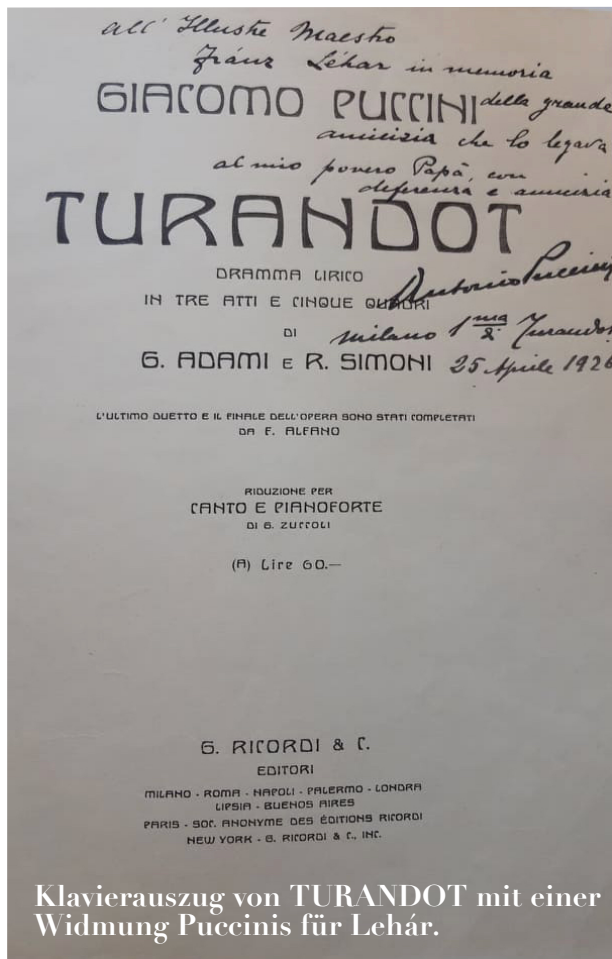 all' Illustre Maestro
Fránz Léhar in memoria
GIACOMO PUCCINI della grande
amicizia che lo legava
al mio povero Papà, con
deferenza e amicizia
TURANDOT
DRAMMA LIRICO
Antonio Puccini
IN TRE ATTI E CINQUE QUADRI
DI
milano 1ma di Turandot
G. ADAMI E R. SIMONI 25 Aprile 1926
L'ULTIMO DUETTO E IL FINALE DELL'OPERA SONO STATI COMPLETATI
DA F. ALFANO
RIDUZIONE PER
CANTO E PIANOFORTE
DI G. ZUCCOLI
(A) Lire 60.—
G. RICORDI & C.
EDITORI
MILANO - ROMA - NAPOLI - PALERMO - LONDRA
LIPSIA - BUENOS AIRES
PARIS - SOC. ANONYME DES ÉDITIONS RICORDI
NEW YORK - G. RICORDI & C., INC.
Klavierauszug von TURANDOT mit einer
Widmung Puccinis für Lehár.